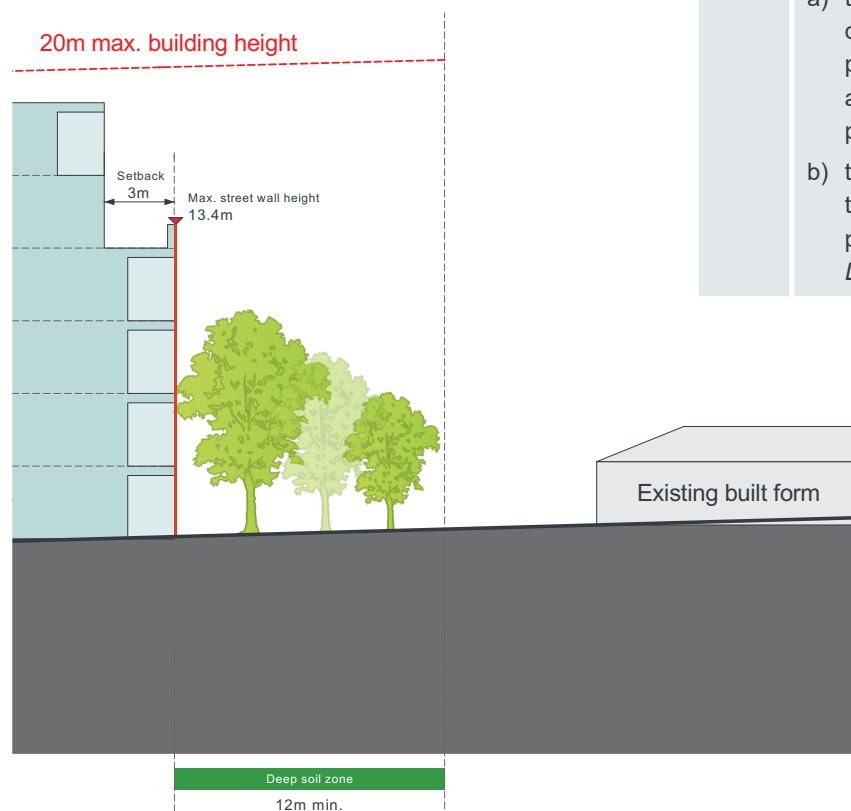 20m max. building height
Setback
3m
Max. street wall height
13.4m
Existing built form
Deep soil zone
12m min.
a)
b)